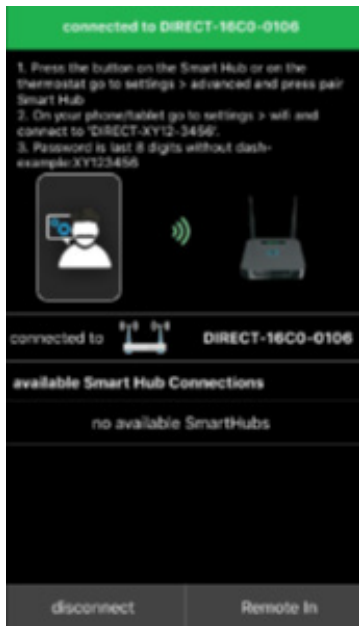 connected to DIRECT-16C0-0106
1. Press the button on the Smart Hub or on the
thermostat go to settings > advanced and press pair
Smart Hub
2. On your phone/tablet go to settings > wifi and
connect to 'DIRECT-XY12-3456'.
3. Password is last 8 digits without dash-
example:XY123456
connected to DIRECT-16C0-0106
available Smart Hub Connections
no available SmartHubs
disconnect Remote In